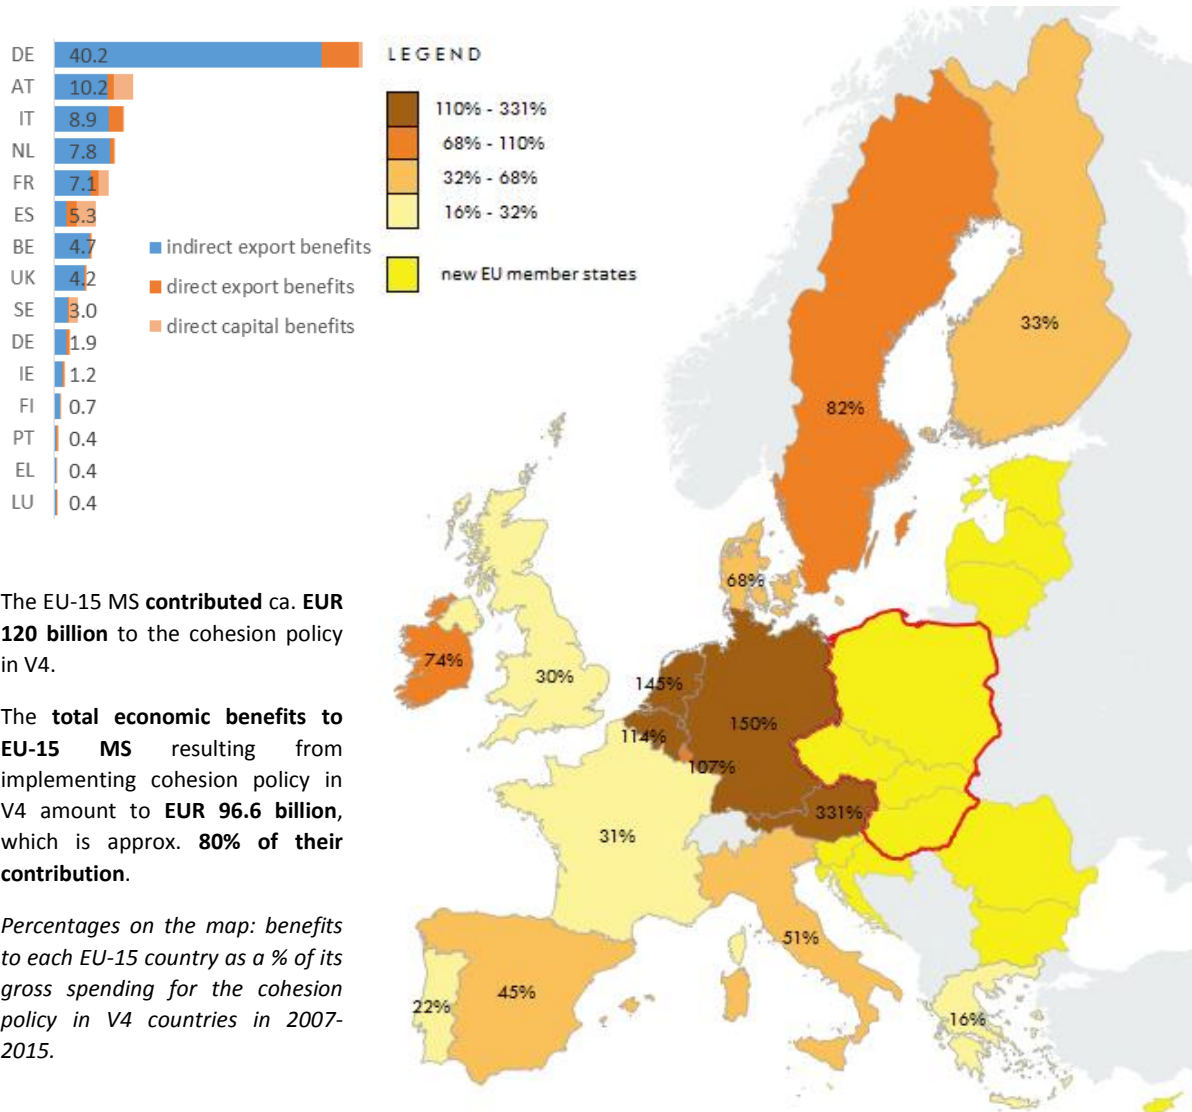 DE 40.2
AT 10.2
IT 8.9
NL 7.8
FR 7.1
ES 5.3
BE 4.7
UK 4.2
SE 3.0
DE 1.9
IE 1.2
FI 0.7
PT 0.4
EL 0.4
LU 0.4
indirect export benefits
direct export benefits
direct capital benefits
LEGEND
110% - 331%
68% - 110%
32% - 68%
16% - 32%
new EU member states
33%
82%
68%
74%
30%
145%
150%
114%
107%
331%
31%
51%
45%
22%
16%
The EU-15 MS contributed ca. EUR
120 billion to the cohesion policy
in V4.
The total economic benefits to
EU-15 MS resulting from
implementing cohesion policy in
V4 amount to EUR 96.6 billion,
which is approx. 80% of their
contribution.
Percentages on the map: benefits
to each EU-15 country as a % of its
gross spending for the cohesion
policy in V4 countries in 2007-
2015.